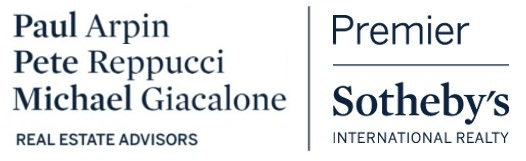 Paul Arpin
Pete Reppucci
Michael Giacalone
REAL ESTATE ADVISORS
Premier
Sotheby's
INTERNATIONAL REALTY